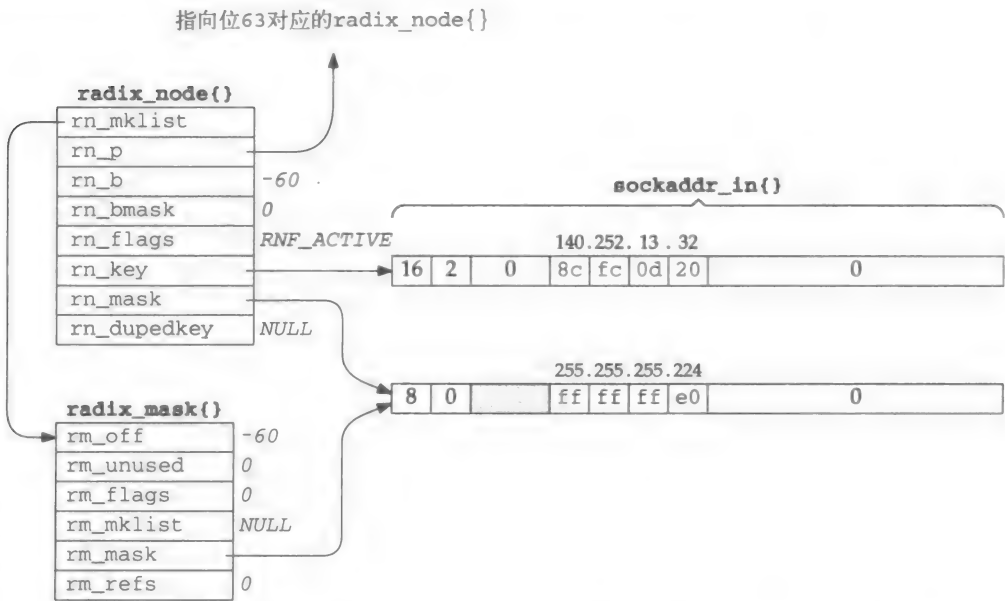 指向位63对应的radix_node{}
radix_node{}
rn_mklist
rn_p
rn_b -60
rn_bmask 0
rn_flags RNF_ACTIVE
rn_key
rn_mask
rn_dupedkey NULL
sockaddr_in{}
140.252. 13 . 32
16 2 0 8c fc 0d 20 0
255.255.255.224
8 0 ff ff ff e0 0
radix_mask{}
rm_off -60
rm_unused 0
rm_flags 0
rm_mklist NULL
rm_mask
rm_refs 0